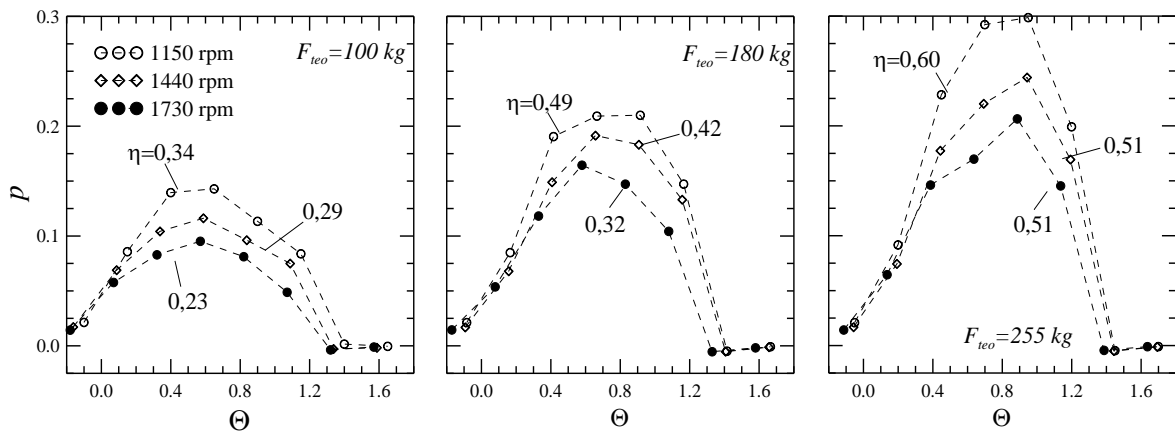 0.3
0.2
0.1
0.0
p
1150 rpm
1440 rpm
1730 rpm
F_teo=100 kg
η=0,34
0,29
0,23
0.0 0.4 0.8 1.2 1.6
Θ
F_teo=180 kg
η=0,49
0,42
0,32
0.0 0.4 0.8 1.2 1.6
Θ
η=0,60
0,51
0,51
F_teo=255 kg
0.0 0.4 0.8 1.2 1.6
Θ